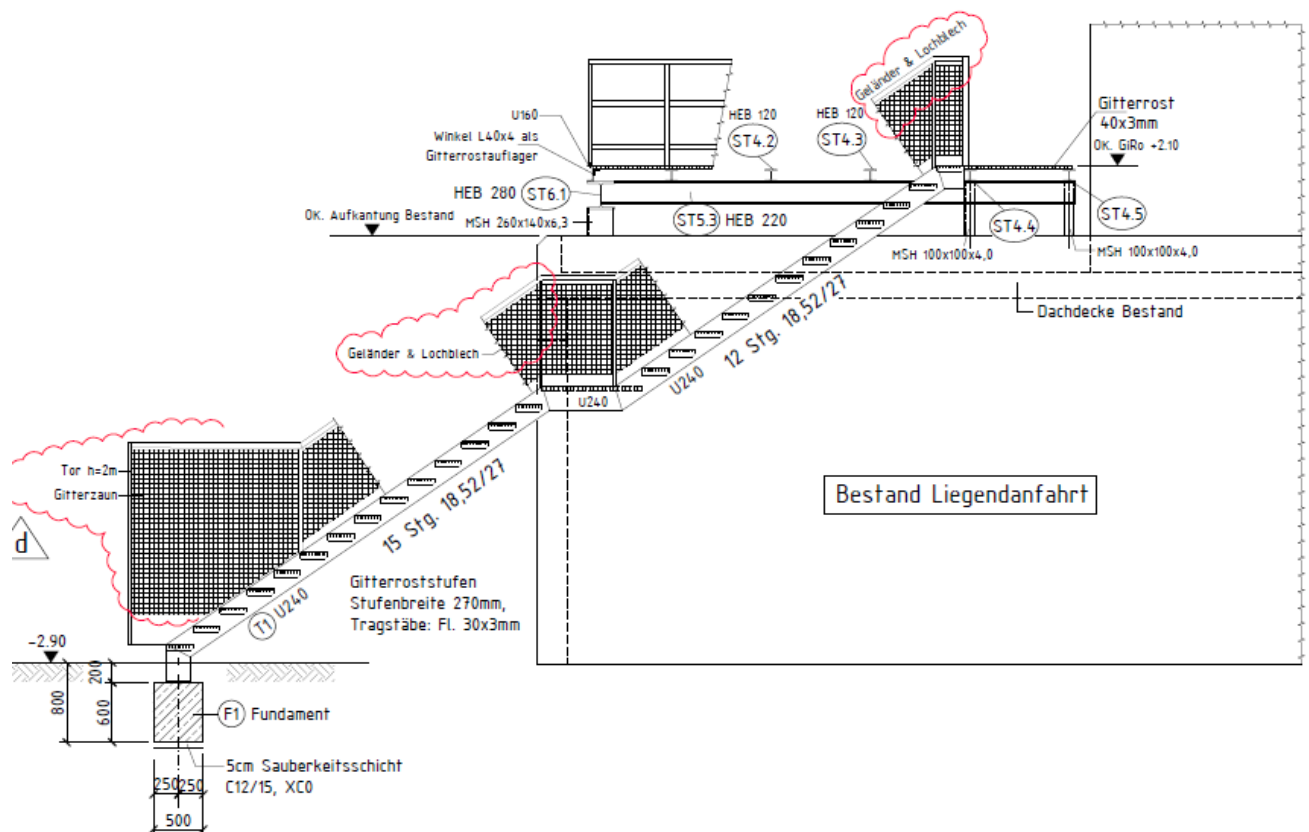 Geländer & Lochblech
U160
HEB 120
HEB 120
Gitterrost
40x3mm
Winkel L40x4 als
Gitterrostauflager
ST4.2
ST4.3
OK. GiRo +2.10
HEB 280
ST6.1
OK. Aufkantung Bestand
MSH 260x140x6,3
ST5.3
HEB 220
ST4.4
ST4.5
MSH 100x100x4,0
MSH 100x100x4,0
Dachdecke Bestand
12 Stg. 18,52/27
U240
Geländer & Lochblech
U240
Tor h=2m
Gitterzaun
15 Stg. 18,52/27
Bestand Liegendanfahrt
d
Gitterroststufen
Stufenbreite 270mm,
Tragstäbe: Fl. 30x3mm
T1
U240
-2.90
200
800
600
F1
Fundament
5cm Sauberkeitsschicht
C12/15, XC0
250
250
500